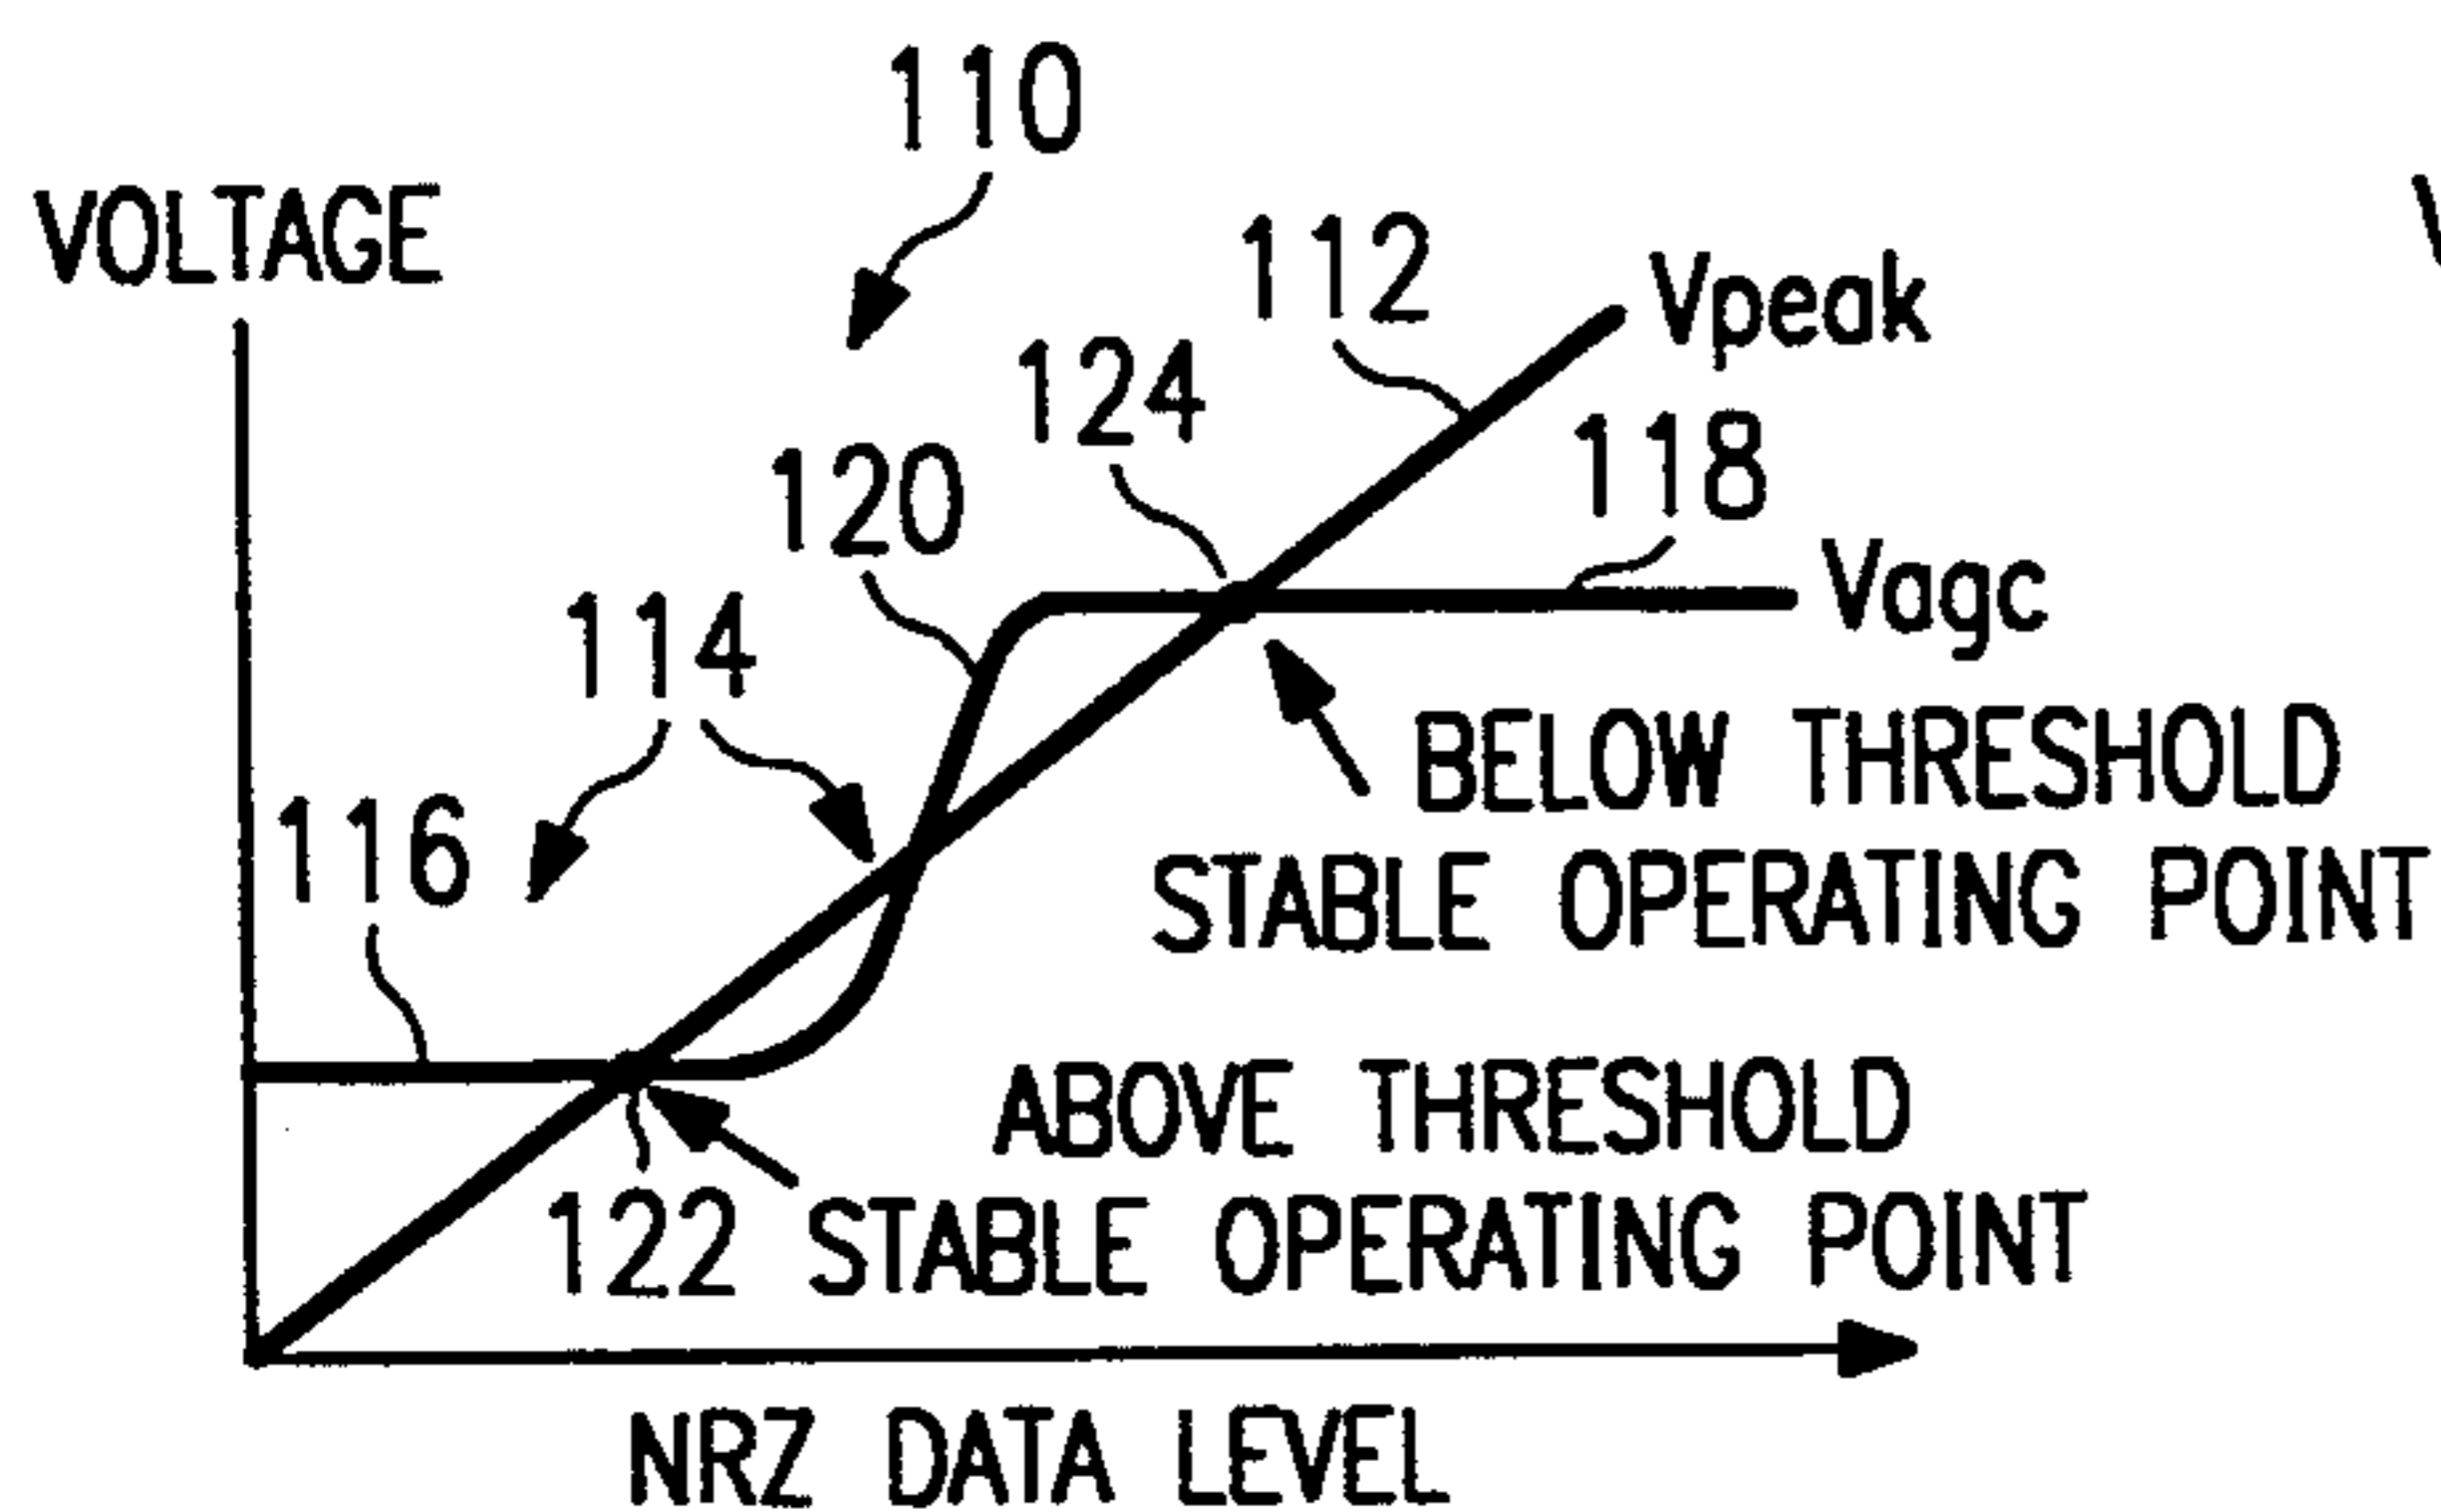 110
VOLTAGE
112
Vpeak
124
118
120
Vagc
114
BELOW THRESHOLD
STABLE OPERATING POINT
116
ABOVE THRESHOLD
STABLE OPERATING POINT
122
NRZ DATA LEVEL